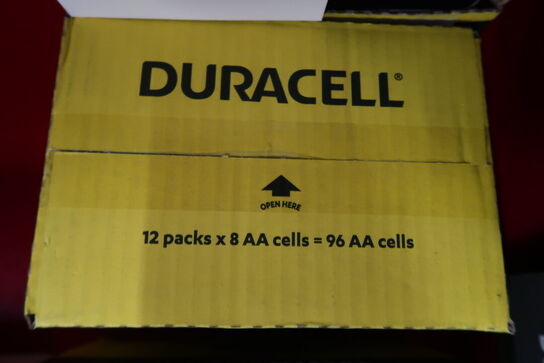 DURACELL®
OPEN HERE
12 packs x 8 AA cells = 96 AA cells